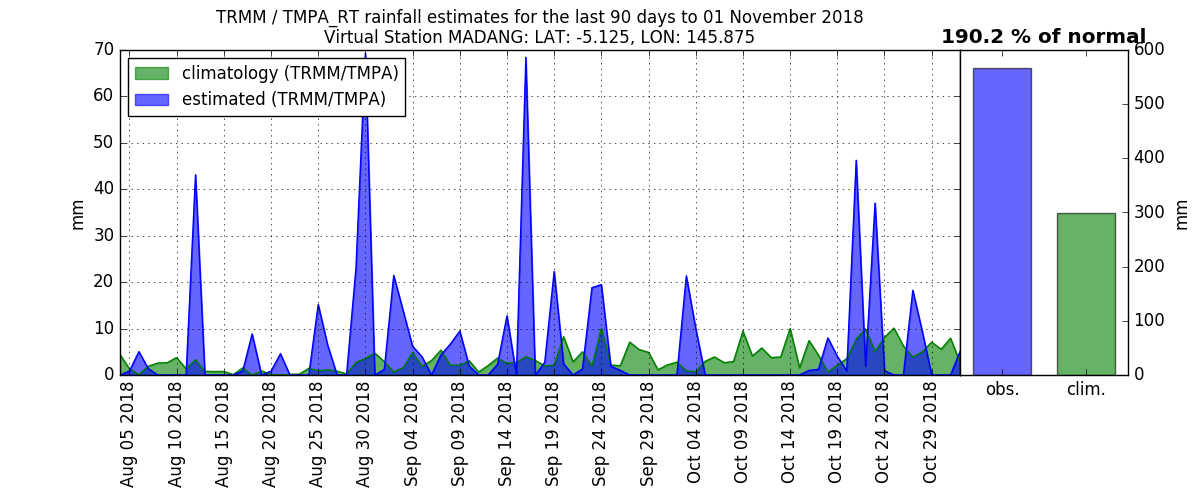 TRMM / TMPA_RT rainfall estimates for the last 90 days to 01 November 2018
Virtual Station MADANG: LAT: -5.125, LON: 145.875
190.2 % of normal
climatology (TRMM/TMPA)
estimated (TRMM/TMPA)
70
60
50
40
30
20
10
0
mm
Aug 05 2018
Aug 10 2018
Aug 15 2018
Aug 20 2018
Aug 25 2018
Aug 30 2018
Sep 04 2018
Sep 09 2018
Sep 14 2018
Sep 19 2018
Sep 24 2018
Sep 29 2018
Oct 04 2018
Oct 09 2018
Oct 14 2018
Oct 19 2018
Oct 24 2018
Oct 29 2018
obs.
clim.
600
500
400
300
200
100
0
mm